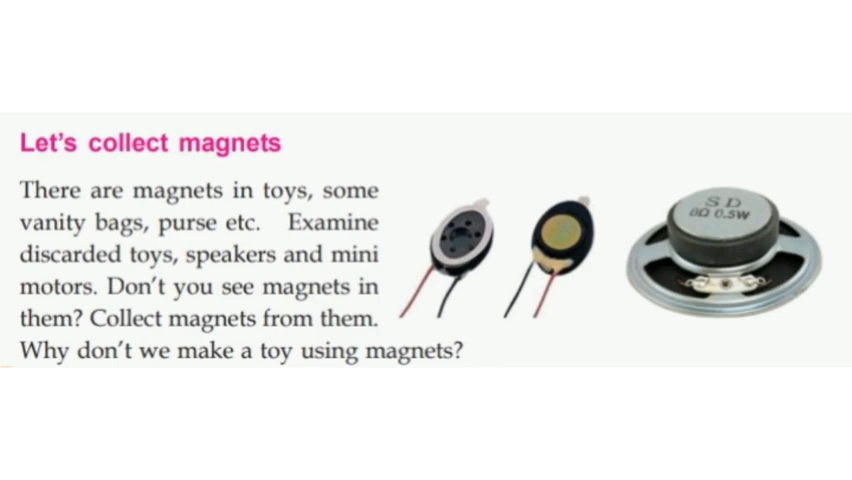 Let's collect magnets
There are magnets in toys, some
vanity bags, purse etc. Examine
discarded toys, speakers and mini
motors. Don't you see magnets in
them? Collect magnets from them.
Why don't we make a toy using magnets?
S D
8Ω 0.5W